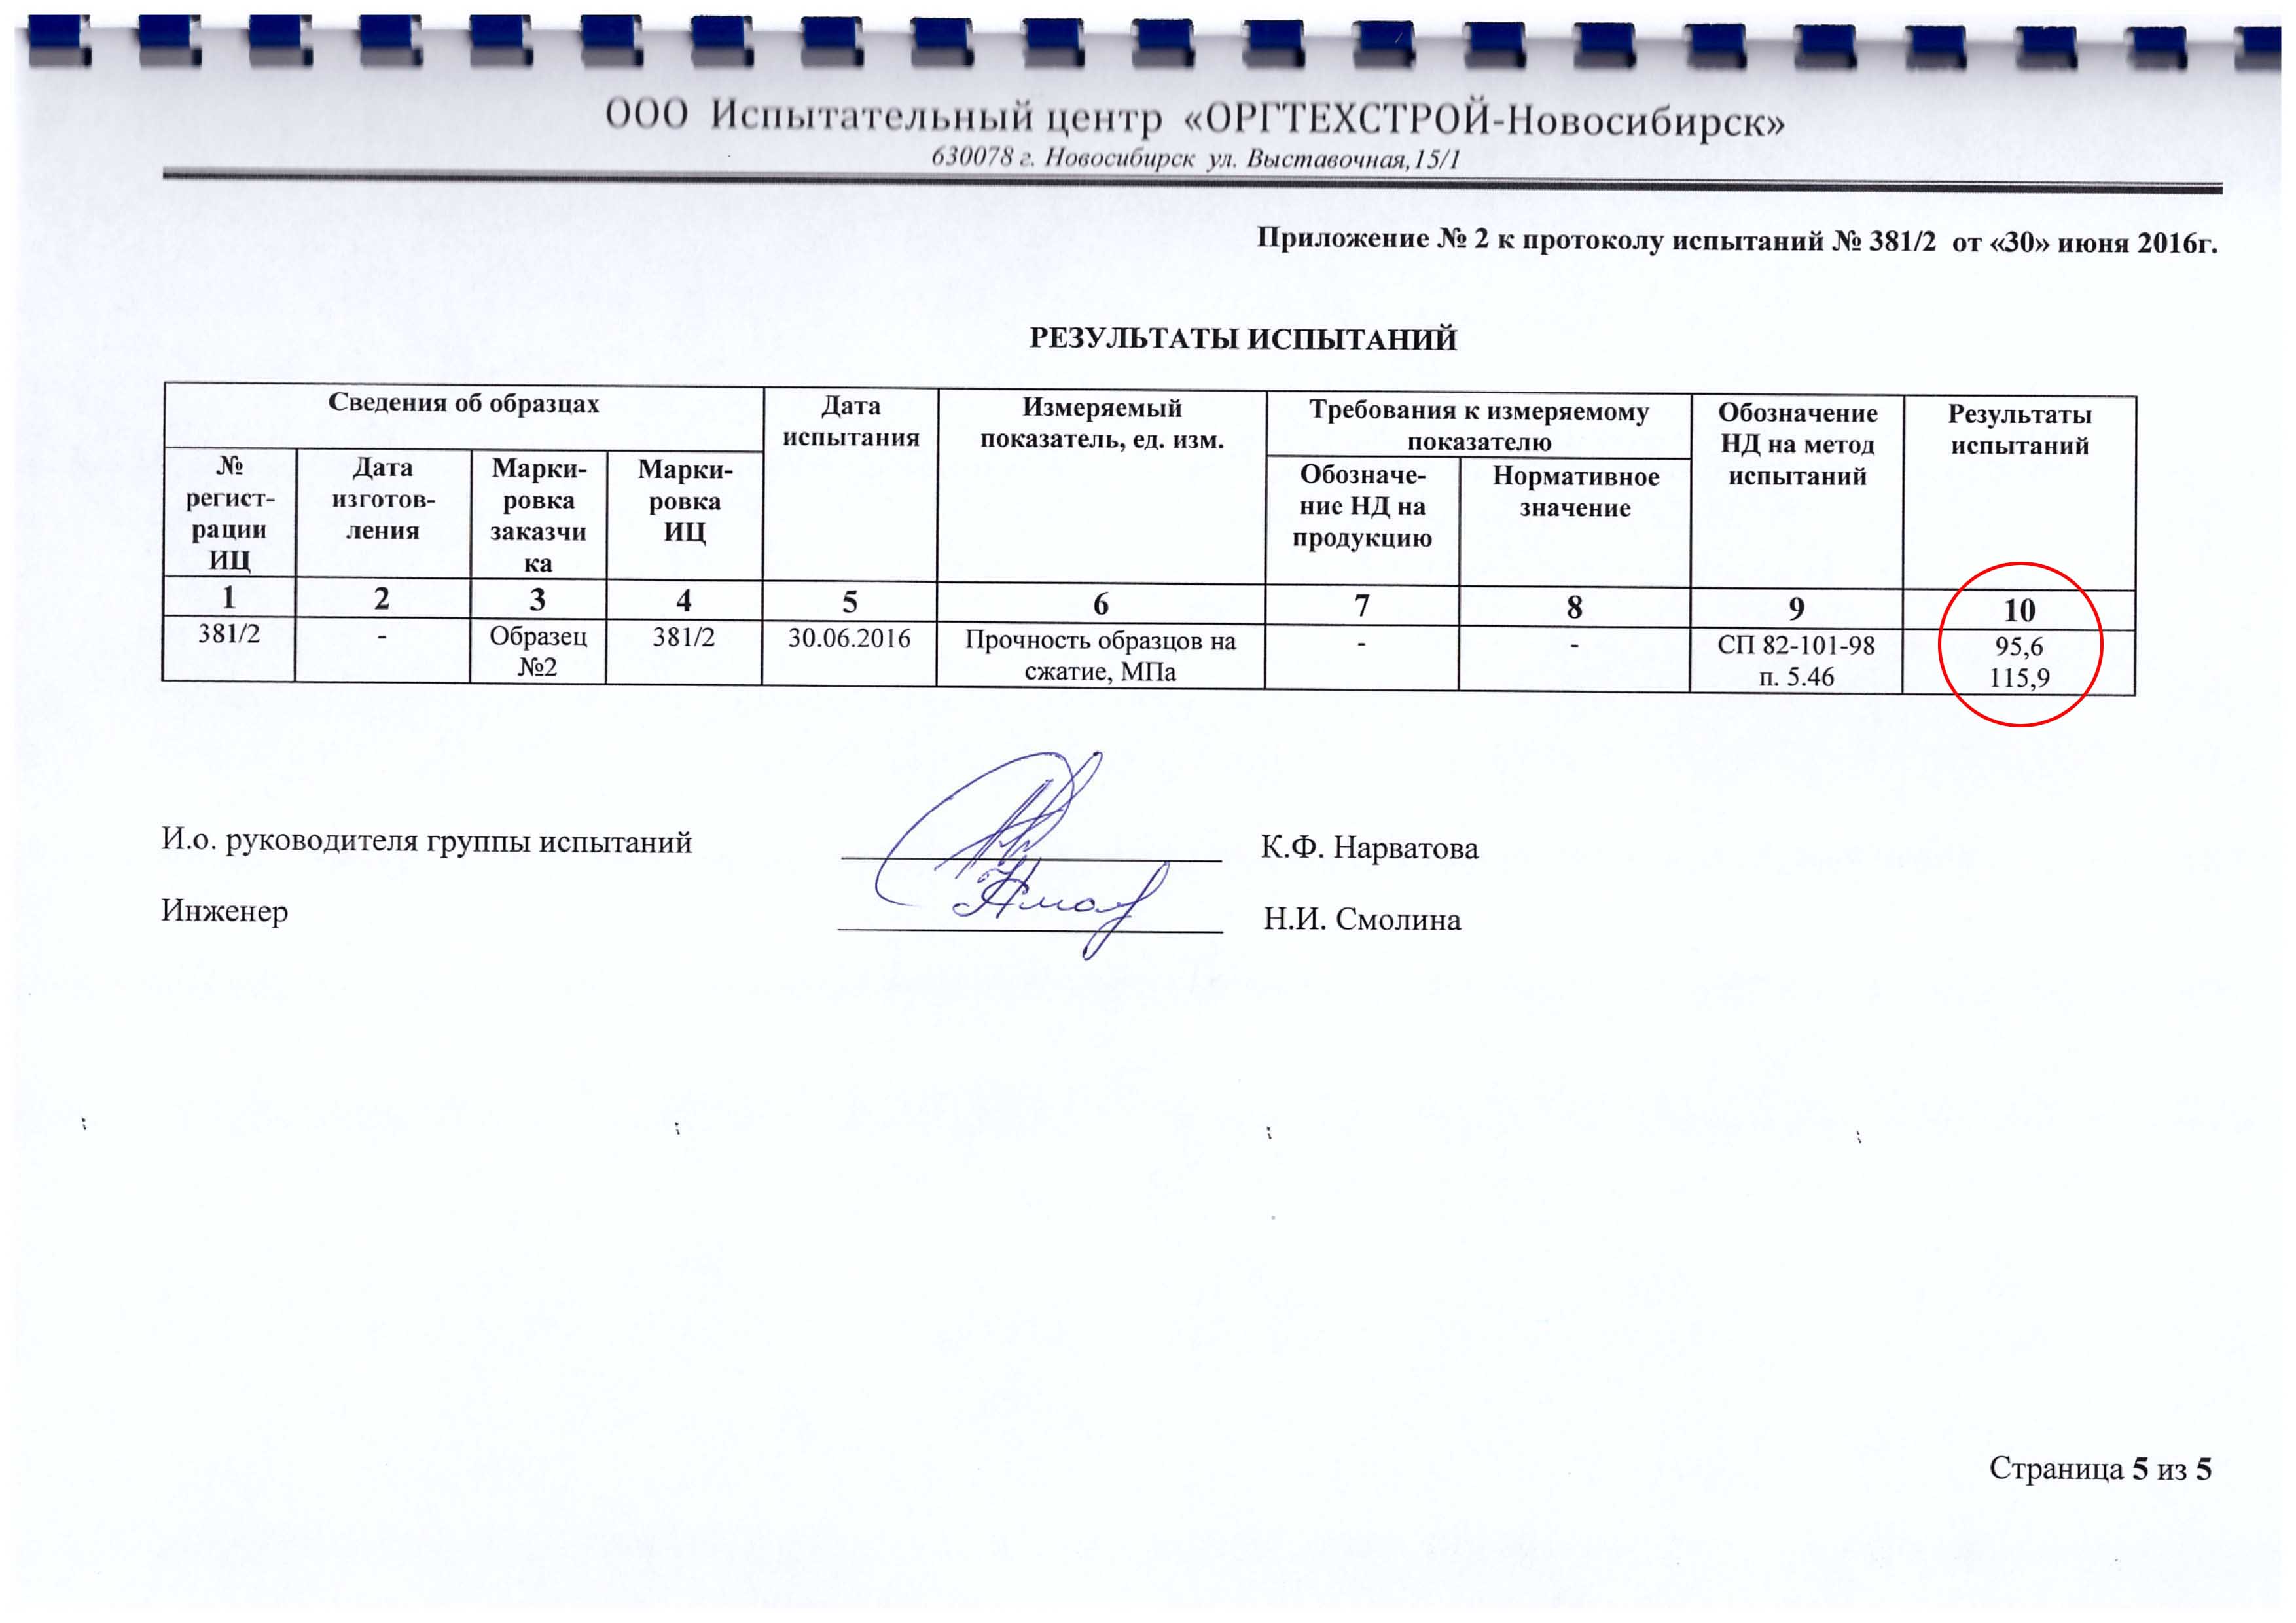 ООО Испытательный центр «ОРГТЕХСТРОЙ-Новосибирск»
630078 г. Новосибирск ул. Выставочная,15/1
Приложение № 2 к протоколу испытаний № 381/2 от «30» июня 2016г.
РЕЗУЛЬТАТЫ ИСПЫТАНИЙ
Сведения об образцах
Дата
испытания
Измеряемый
показатель, ед. изм.
Требования к измеряемому
показателю
Обозначение
НД на метод
испытаний
Результаты
испытаний
№
регист-
рации
ИЦ
Дата
изготов-
ления
Марки-
ровка
заказчи
ка
Марки-
ровка
ИЦ
Обозначе-
ние НД на
продукцию
Нормативное
значение
1 2 3 4 5 6 7 8 9 10
381/2
-
Образец
№2
381/2
30.06.2016
Прочность образцов на
сжатие, МПа
-
-
СП 82-101-98
п. 5.46
95,6
115,9
И.о. руководителя группы испытаний К.Ф. Нарватова
Инженер Н.И. Смолина
Страница 5 из 5